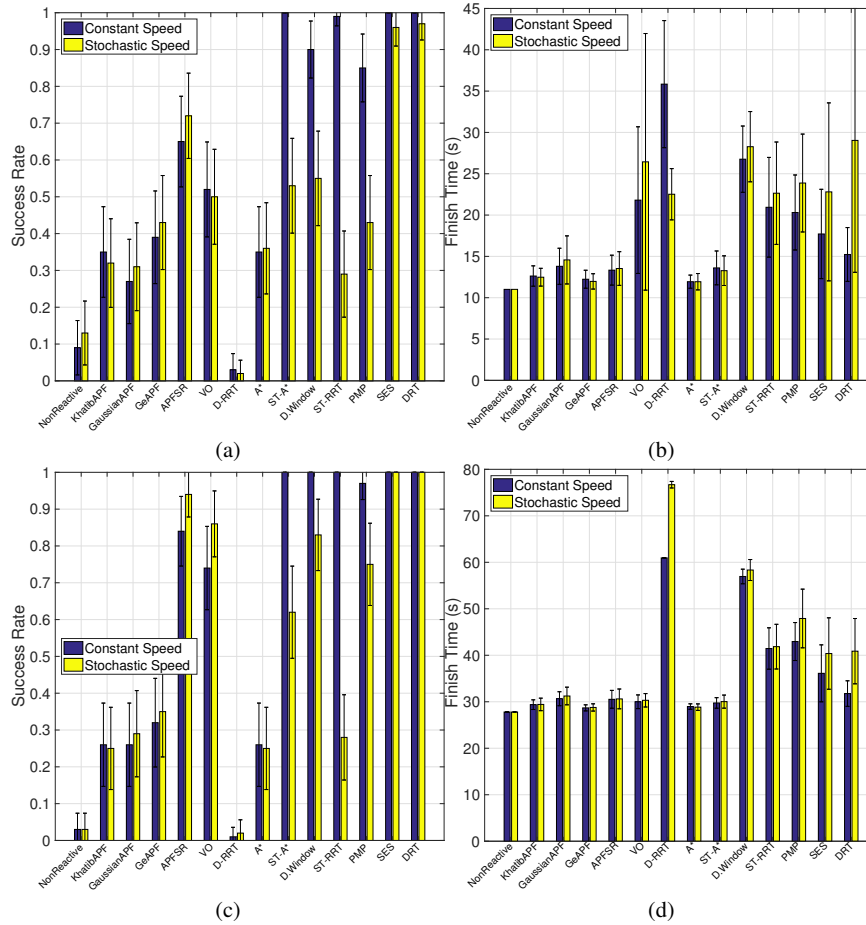 1
0.9
0.8
0.7
0.6
0.5
0.4
0.3
0.2
0.1
0
Success Rate
Constant Speed
Stochastic Speed
NonReactive
KhatibAPF
GaussianAPF
GeAPF
APFSR
VO
D-RRT
A*
ST-A*
D.Window
ST-RRT
PMP
SES
DRT
(a)
45
40
35
30
25
20
15
10
5
0
Finish Time (s)
Constant Speed
Stochastic Speed
NonReactive
KhatibAPF
GaussianAPF
GeAPF
APFSR
VO
D-RRT
A*
ST-A*
D.Window
ST-RRT
PMP
SES
DRT
(b)
1
0.9
0.8
0.7
0.6
0.5
0.4
0.3
0.2
0.1
0
Success Rate
Constant Speed
Stochastic Speed
NonReactive
KhatibAPF
GaussianAPF
GeAPF
APFSR
VO
D-RRT
A*
ST-A*
D.Window
ST-RRT
PMP
SES
DRT
(c)
80
70
60
50
40
30
20
10
0
Finish Time (s)
Constant Speed
Stochastic Speed
NonReactive
KhatibAPF
GaussianAPF
GeAPF
APFSR
VO
D-RRT
A*
ST-A*
D.Window
ST-RRT
PMP
SES
DRT
(d)